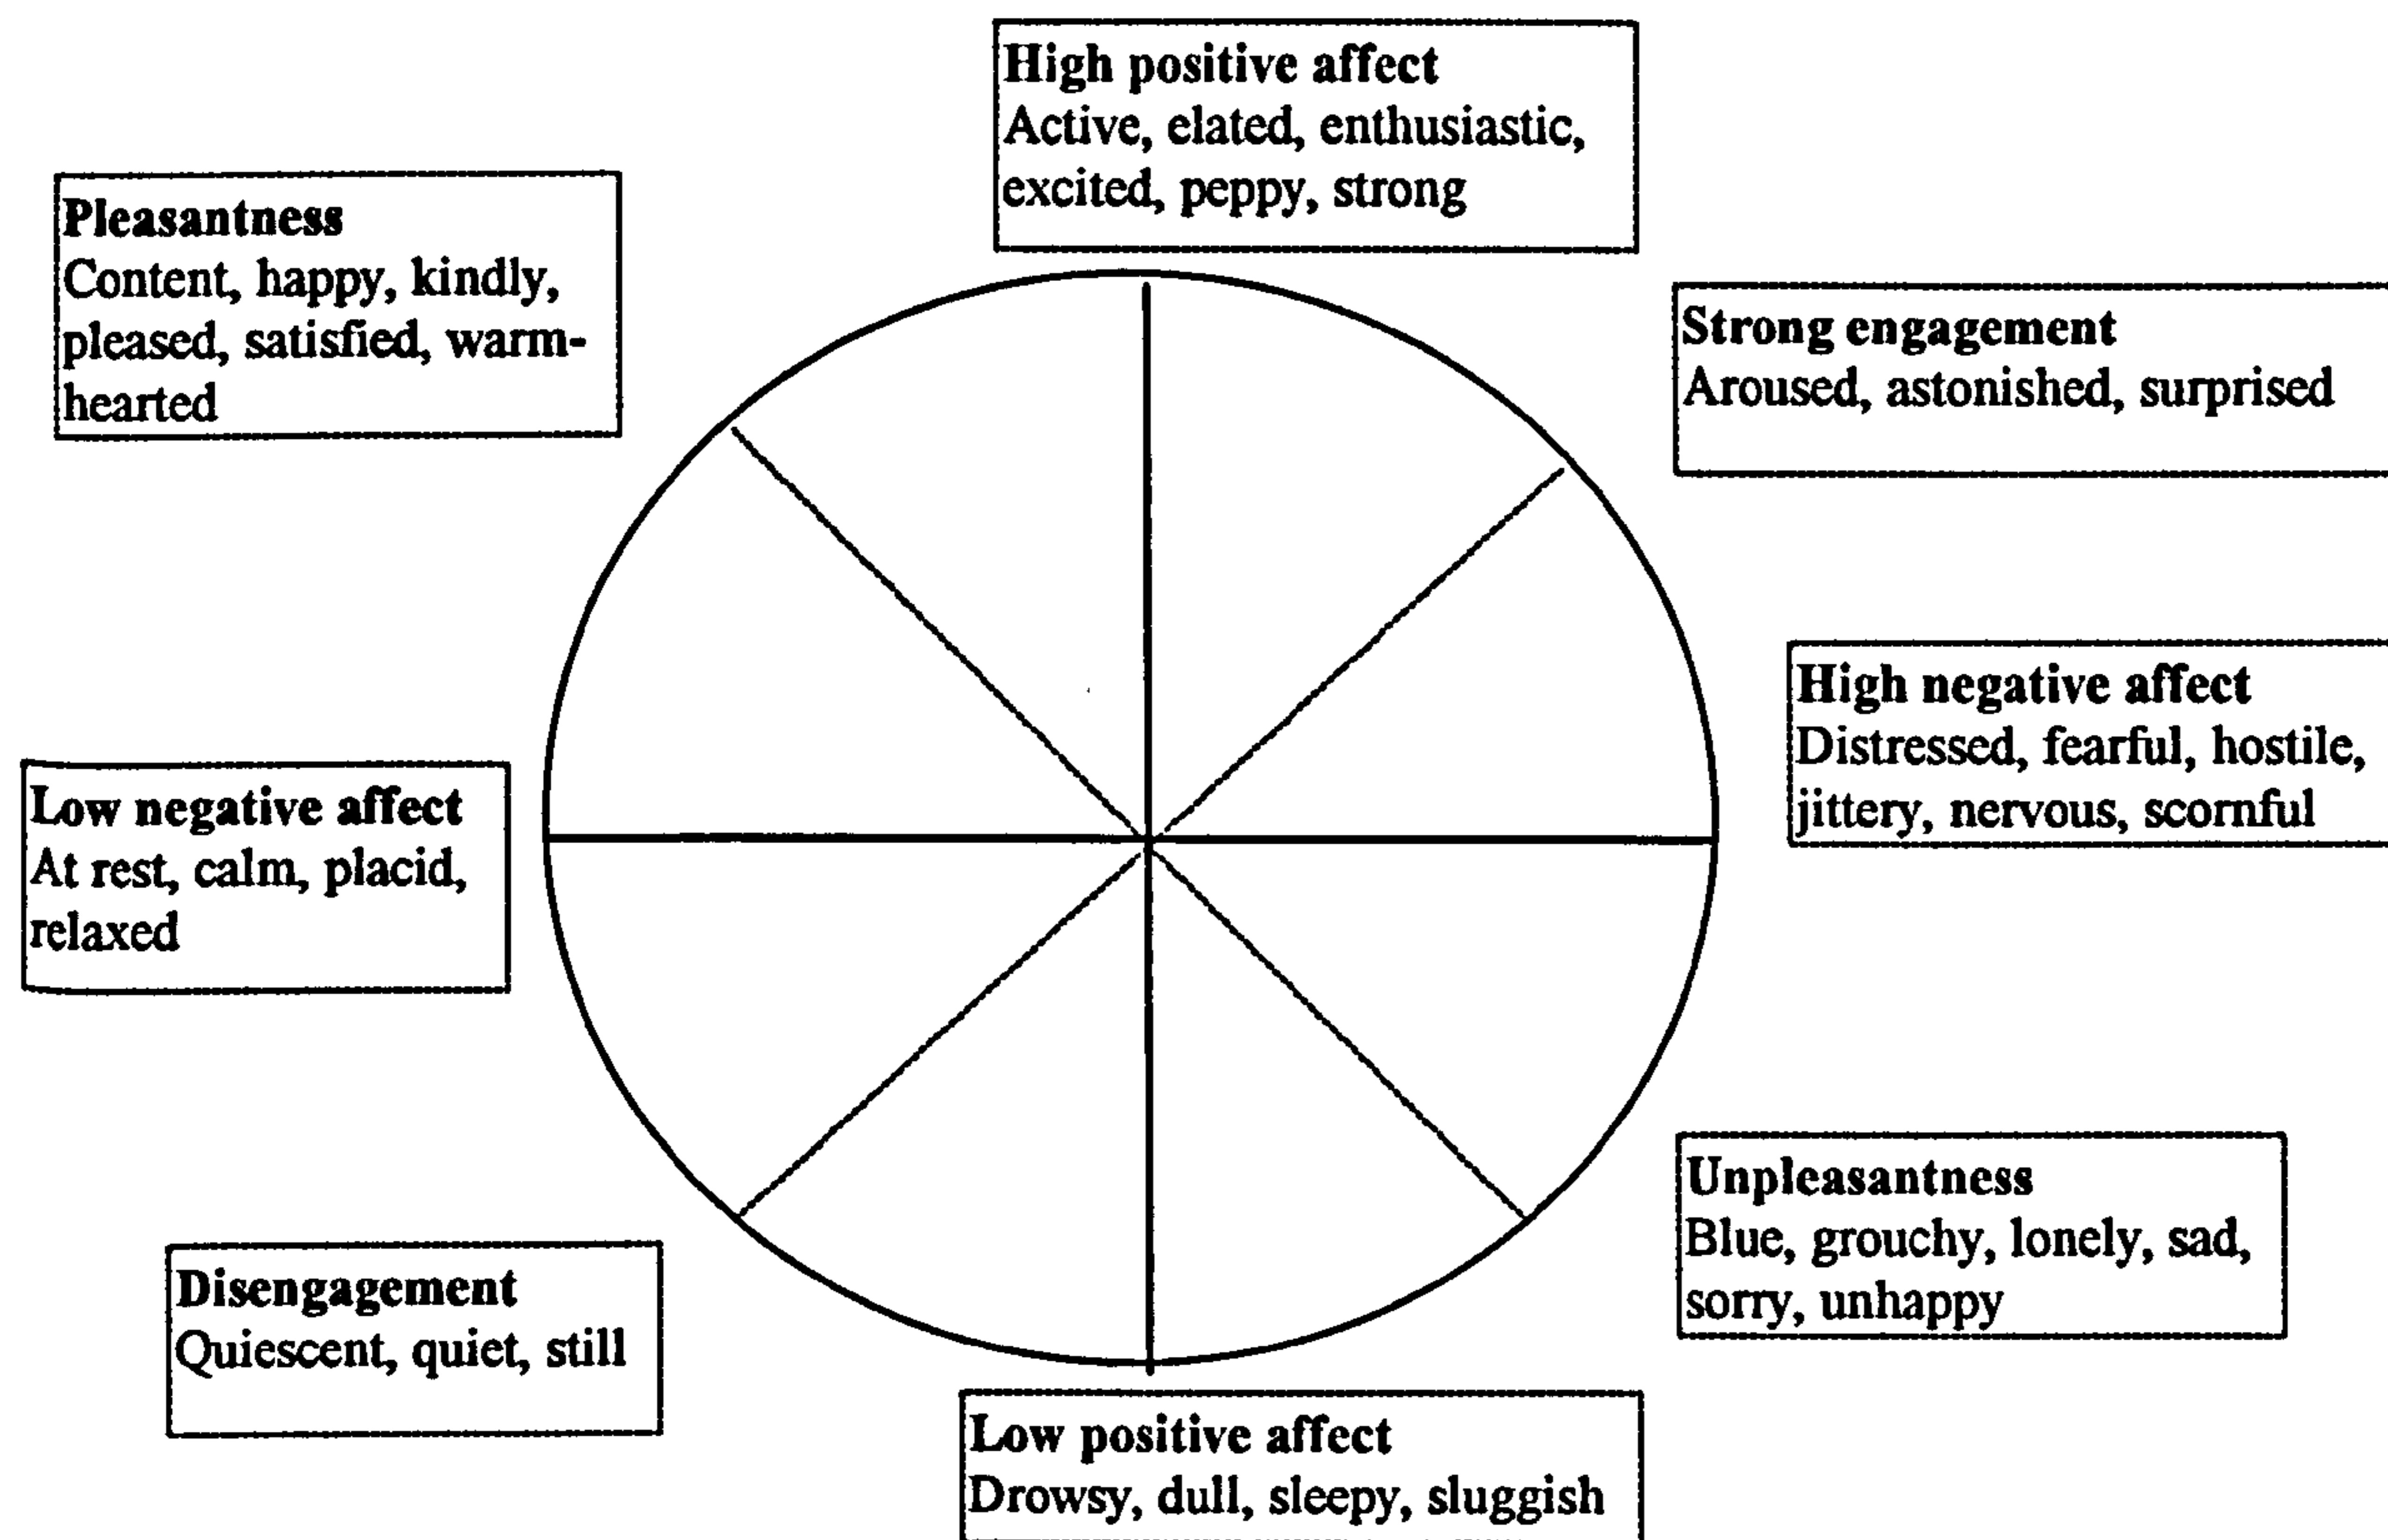 High positive affect
Active, elated, enthusiastic,
excited, peppy, strong
Pleasantness
Content, happy, kindly,
pleased, satisfied, warm-
hearted
Strong engagement
Aroused, astonished, surprised
High negative affect
Distressed, fearful, hostile,
jittery, nervous, scornful
Low negative affect
At rest, calm, placid,
relaxed
Unpleasantness
Blue, grouchy, lonely, sad,
sorry, unhappy
Disengagement
Quiescent, quiet, still
Low positive affect
Drowsy, dull, sleepy, sluggish